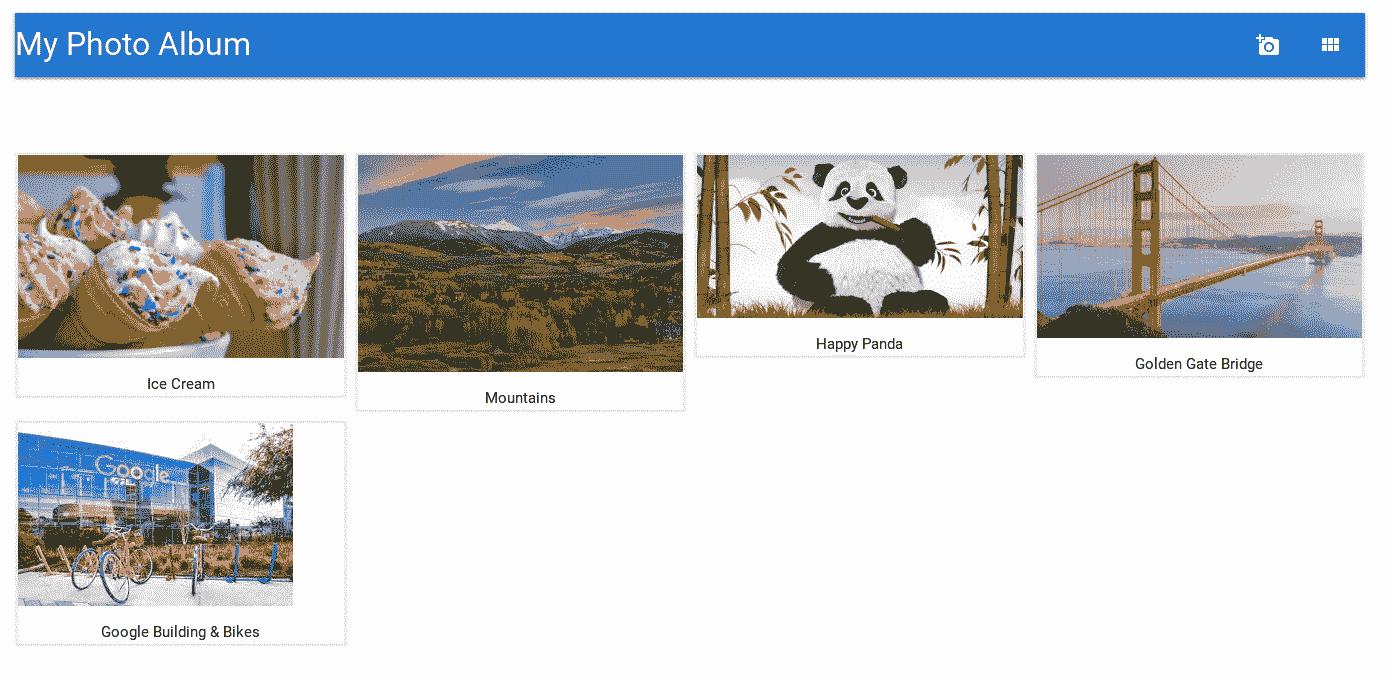 My Photo Album
Ice Cream
Mountains
Happy Panda
Golden Gate Bridge
Google
Google Building & Bikes